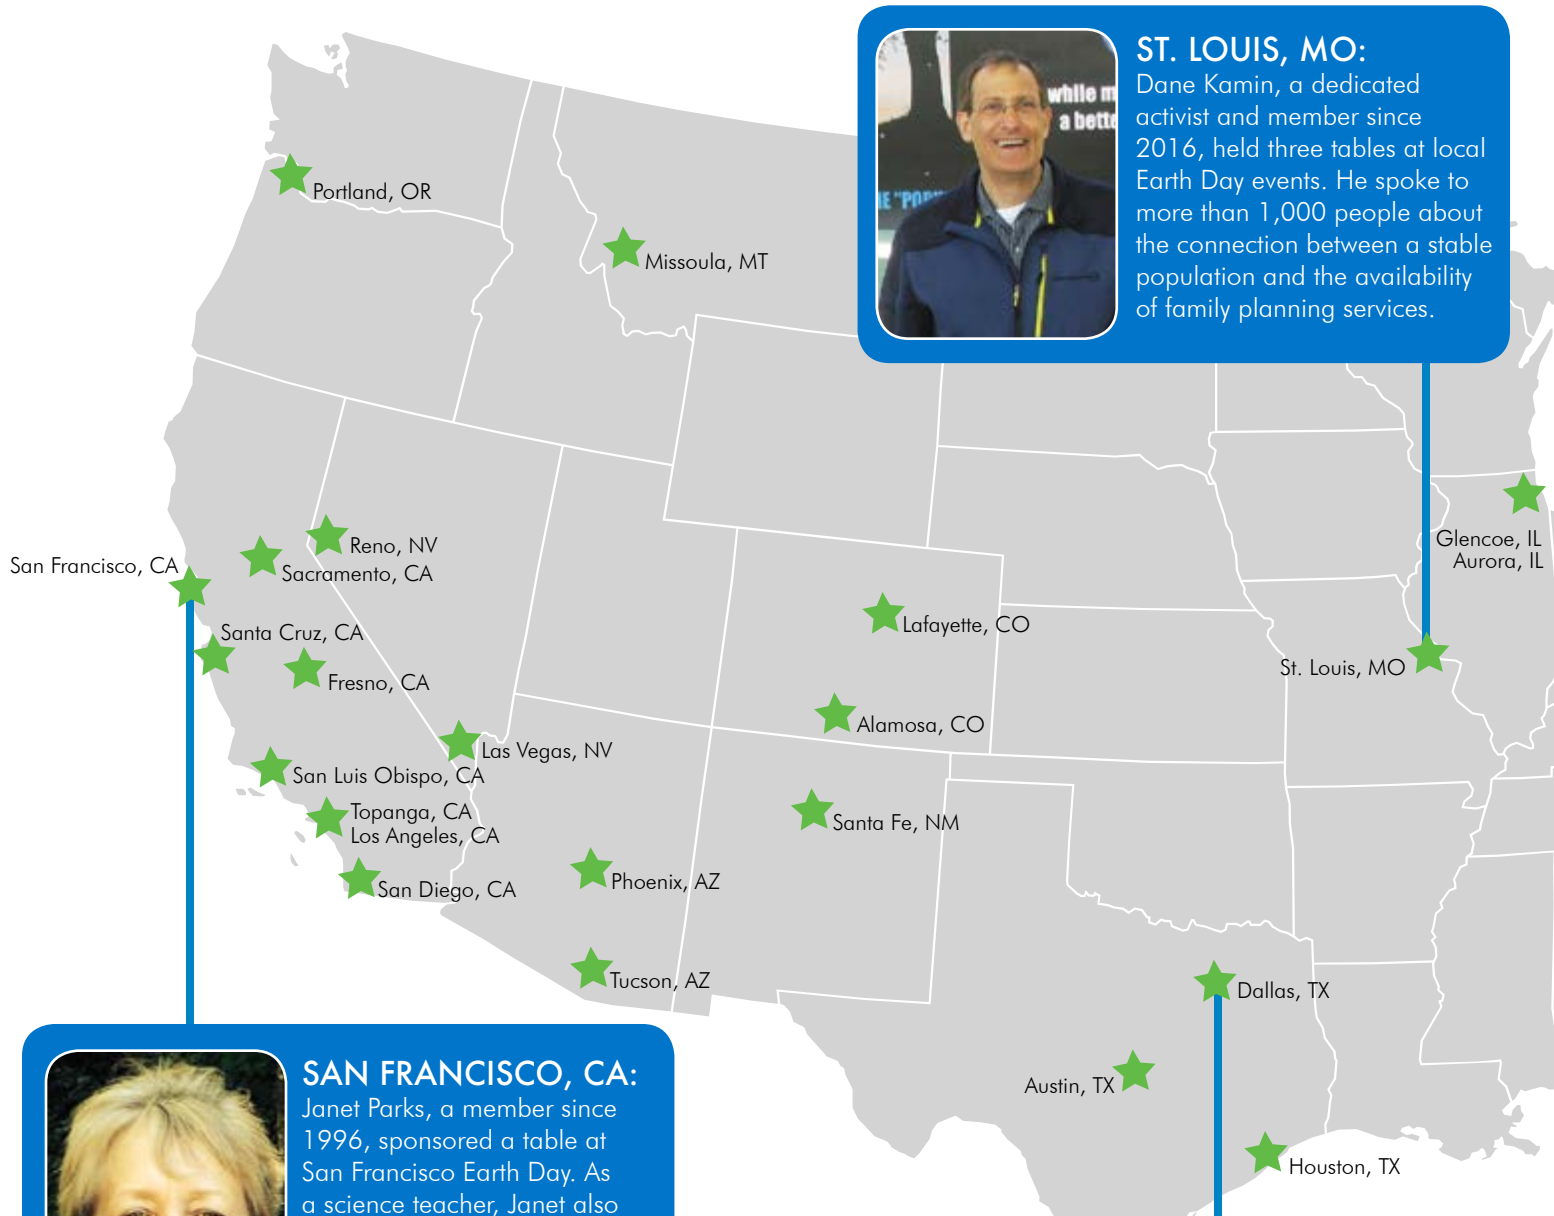 ST. LOUIS, MO:
Dane Kamin, a dedicated
activist and member since
2016, held three tables at local
Earth Day events. He spoke to
more than 1,000 people about
the connection between a stable
population and the availability
of family planning services.
while m
a bette
Portland, OR
Missoula, MT
Reno, NV
Sacramento, CA
San Francisco, CA
Santa Cruz, CA
Fresno, CA
Las Vegas, NV
San Luis Obispo, CA
Topanga, CA
Los Angeles, CA
San Diego, CA
Phoenix, AZ
Tucson, AZ
Lafayette, CO
Alamosa, CO
Santa Fe, NM
Glencoe, IL
Aurora, IL
St. Louis, MO
Dallas, TX
Austin, TX
Houston, TX
SAN FRANCISCO, CA:
Janet Parks, a member since
1996, sponsored a table at
San Francisco Earth Day. As
a science teacher, Janet also